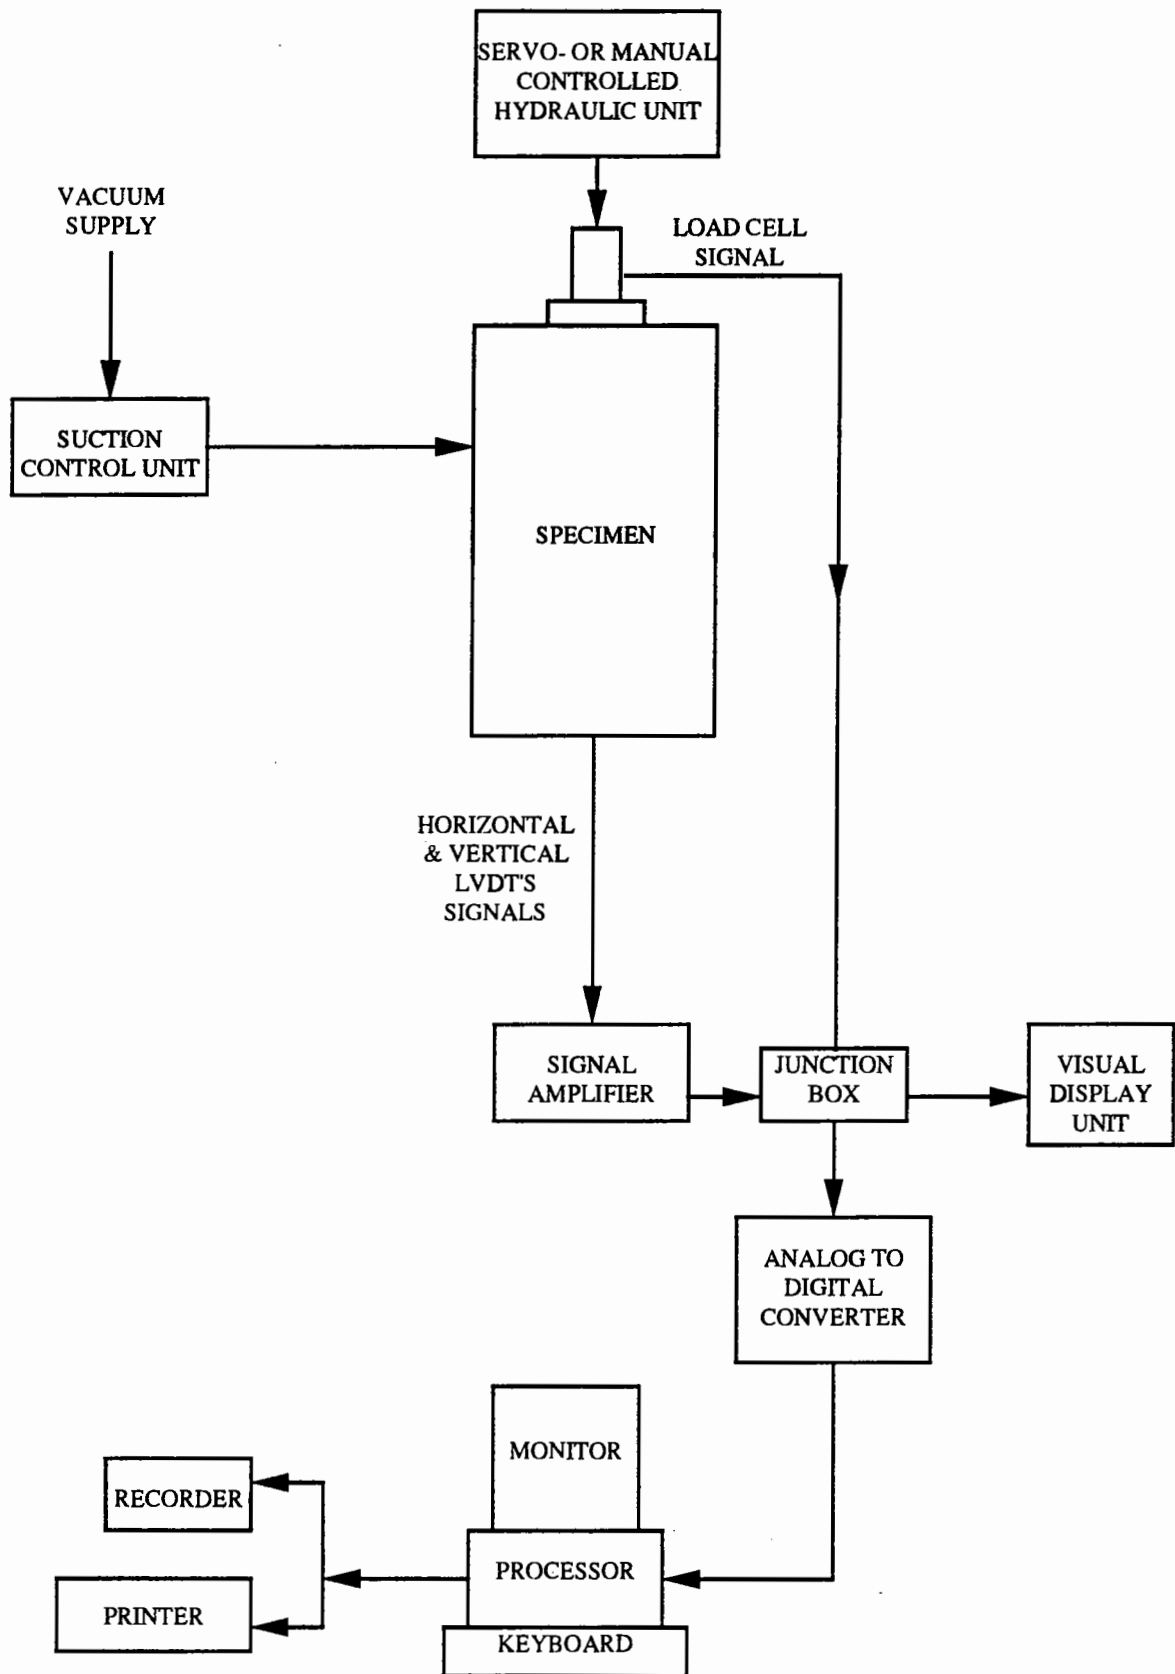 SERVO- OR MANUAL
CONTROLLED
HYDRAULIC UNIT
VACUUM
SUPPLY
LOAD CELL
SIGNAL
SUCTION
CONTROL UNIT
SPECIMEN
HORIZONTAL
& VERTICAL
LVDT'S
SIGNALS
SIGNAL
AMPLIFIER
JUNCTION
BOX
VISUAL
DISPLAY
UNIT
ANALOG TO
DIGITAL
CONVERTER
MONITOR
RECORDER
PROCESSOR
PRINTER
KEYBOARD